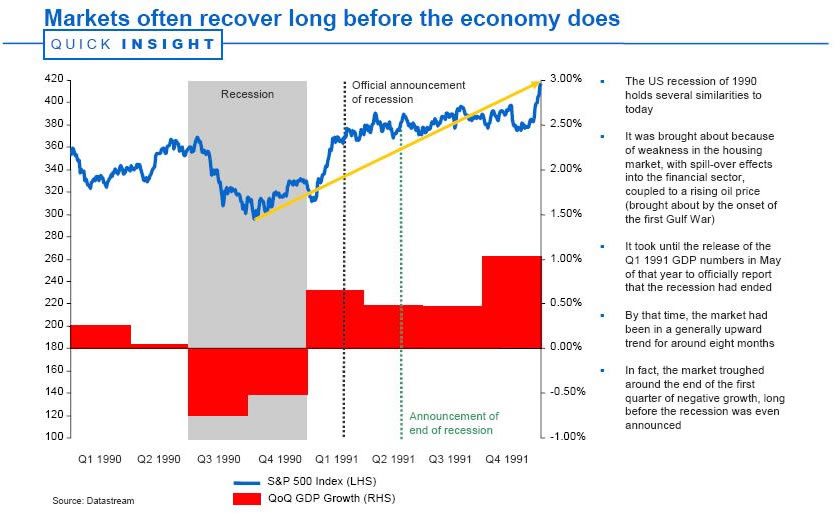 Markets often recover long before the economy does
QUICK INSIGHT
420
400
380
360
340
320
300
280
260
240
220
200
180
160
140
120
100
Recession
Official announcement
of recession
Announcement of
end of recession
3.00%
2.50%
2.00%
1.50%
1.00%
0.50%
0.00%
-0.50%
-1.00%
Q1 1990 Q2 1990 Q3 1990 Q4 1990 Q1 1991 Q2 1991 Q3 1991 Q4 1991
S&P 500 Index (LHS)
QoQ GDP Growth (RHS)
Source: Datastream
▪ The US recession of 1990
holds several similarities to
today
▪ It was brought about because
of weakness in the housing
market, with spill-over effects
into the financial sector,
coupled to a rising oil price
(brought about by the onset of
the first Gulf War)
▪ It took until the release of the
Q1 1991 GDP numbers in May
of that year to officially report
that the recession had ended
▪ By that time, the market had
been in a generally upward
trend for around eight months
▪ In fact, the market troughed
around the end of the first
quarter of negative growth, long
before the recession was even
announced